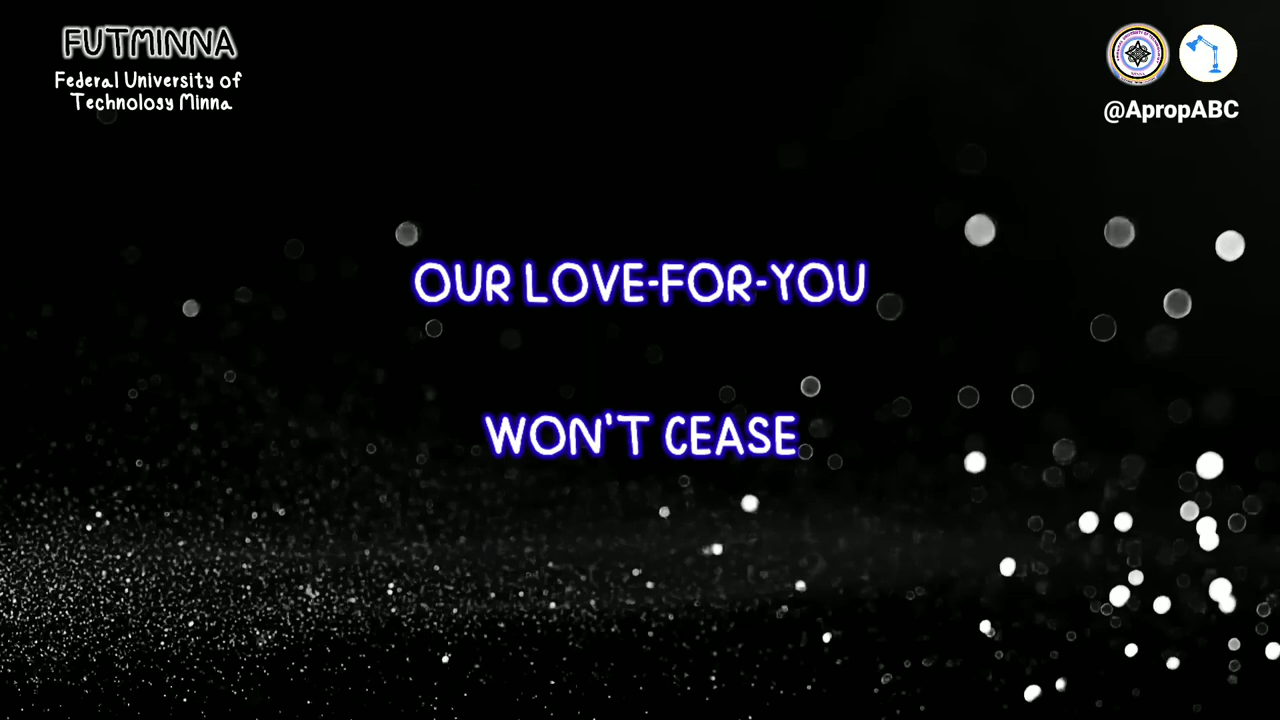 FUTMINNA
Federal University of
Technology Minna
@ApropABC
OUR LOVE-FOR-YOU
WON'T CEASE